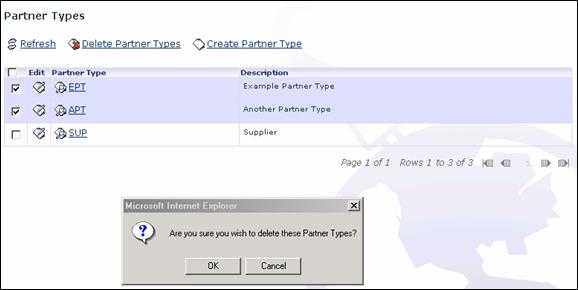 Partner Types
Refresh Delete Partner Types Create Partner Type
Edit Partner Type Description
EPT Example Partner Type
APT Another Partner Type
SUP Supplier
Page 1 of 1 Rows 1 to 3 of 3
Microsoft Internet Explorer
Are you sure you wish to delete these Partner Types?
OK Cancel